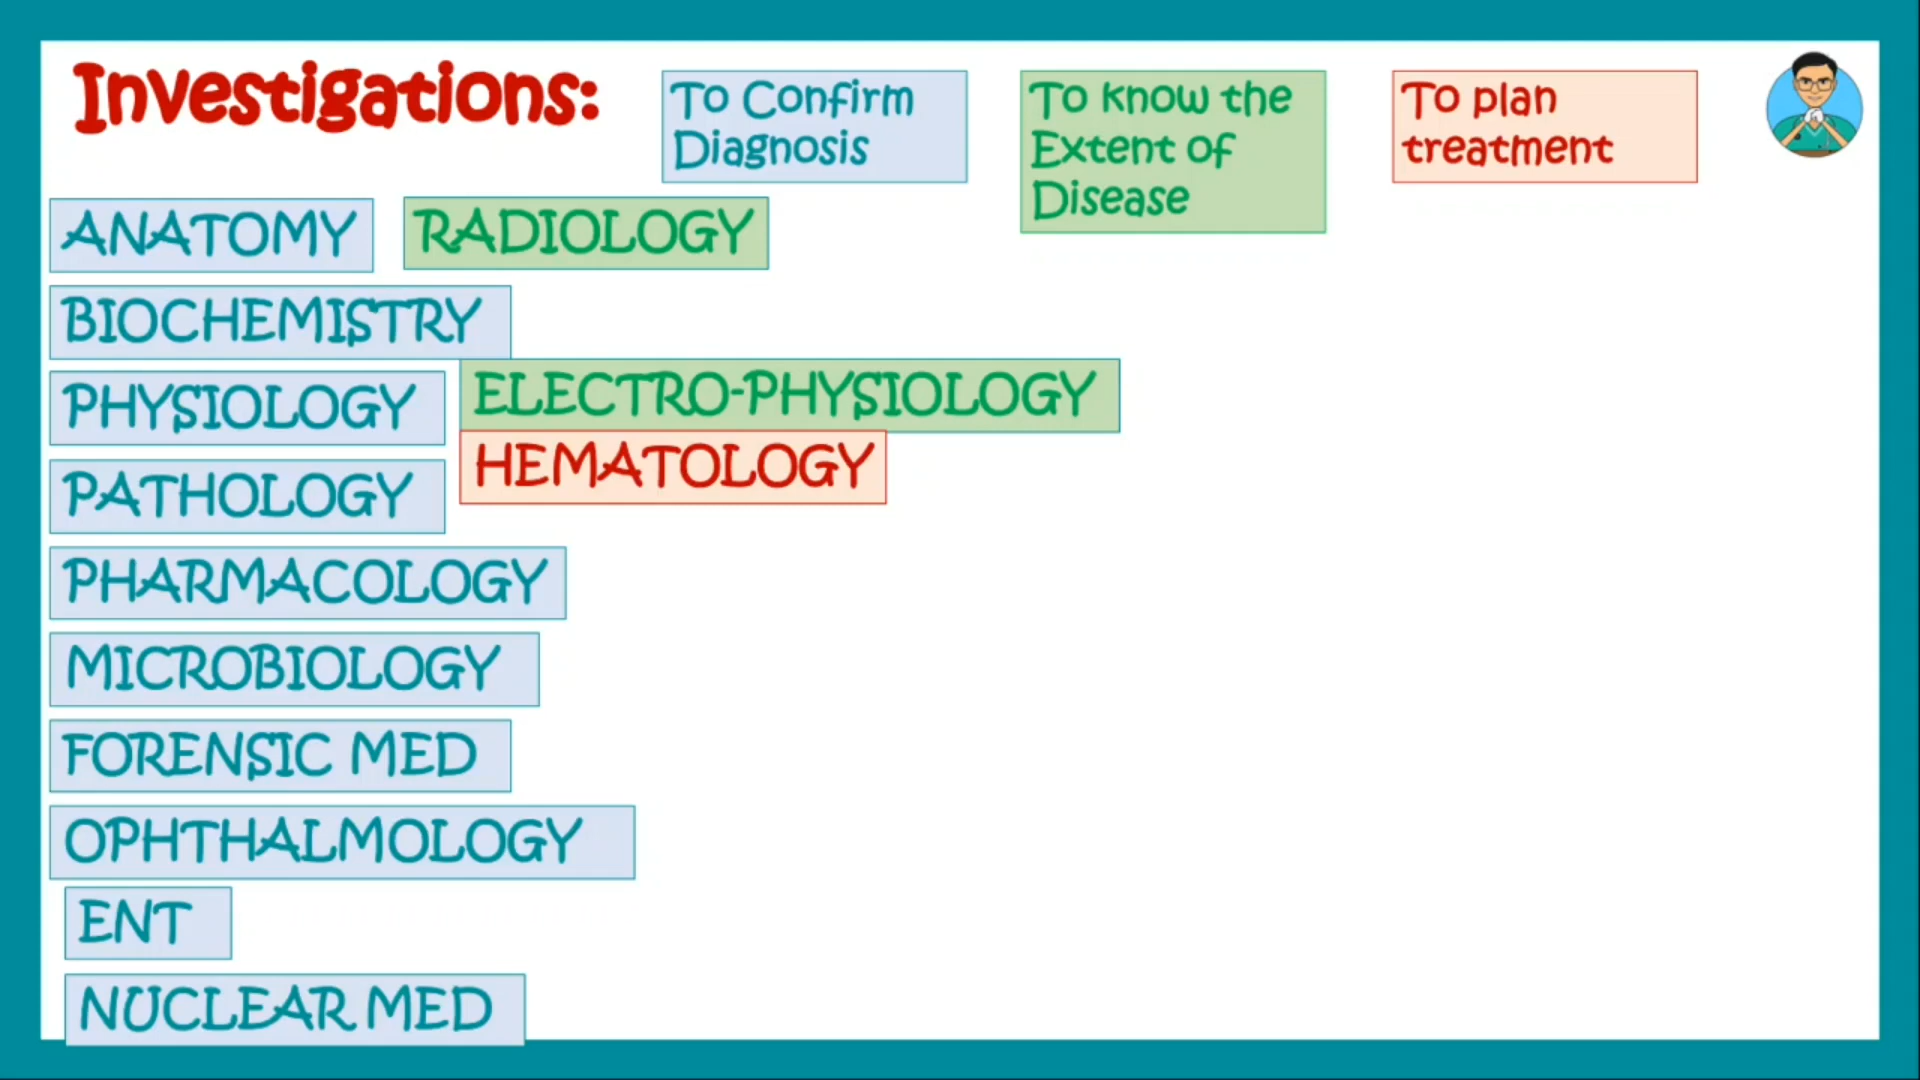 Investigations:
To Confirm
Diagnosis
To know the
Extent of
Disease
To plan
treatment
ANATOMY
RADIOLOGY
BIOCHEMISTRY
PHYSIOLOGY
ELECTRO-PHYSIOLOGY
HEMATOLOGY
PATHOLOGY
PHARMACOLOGY
MICROBIOLOGY
FORENSIC MED
OPHTHALMOLOGY
ENT
NUCLEAR MED